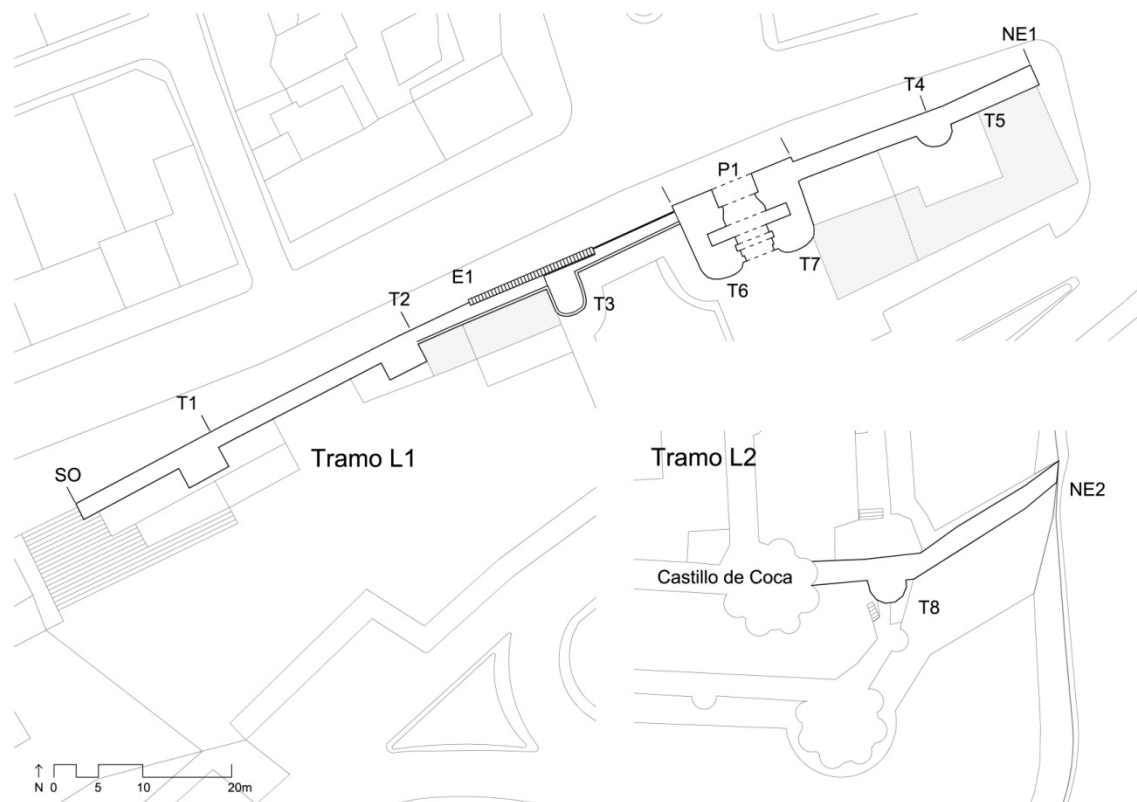 NE1
T4
T5
P1
T7
T6
E1
T3
T2
T1
SO
Tramo L1
Tramo L2
NE2
Castillo de Coca
T8
N 0 5 10 20m